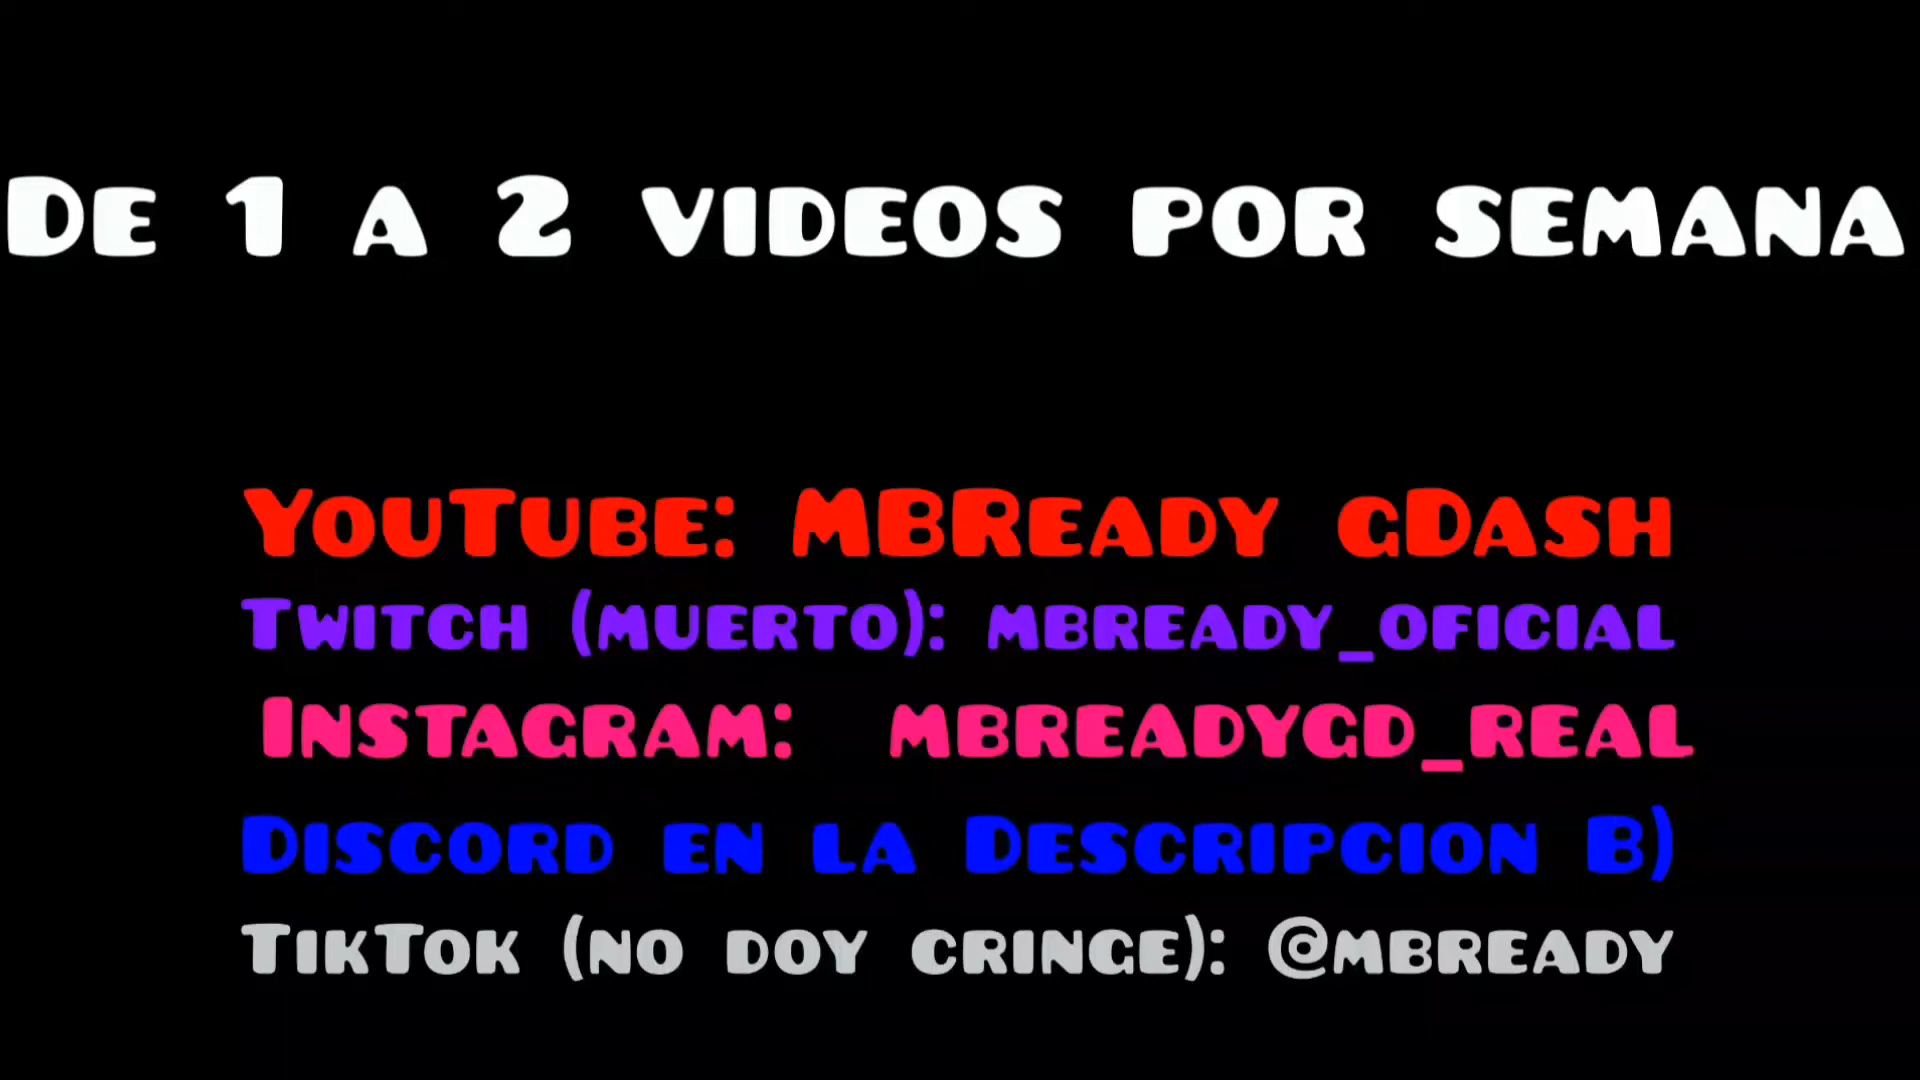 De 1 a 2 videos por semana
YouTube: MBReady gDash
Twitch (muerto): mbready_oficial
Instagram: mbreadygd_real
Discord en la Descripcion B)
TikTok (no doy cringe): @mbready